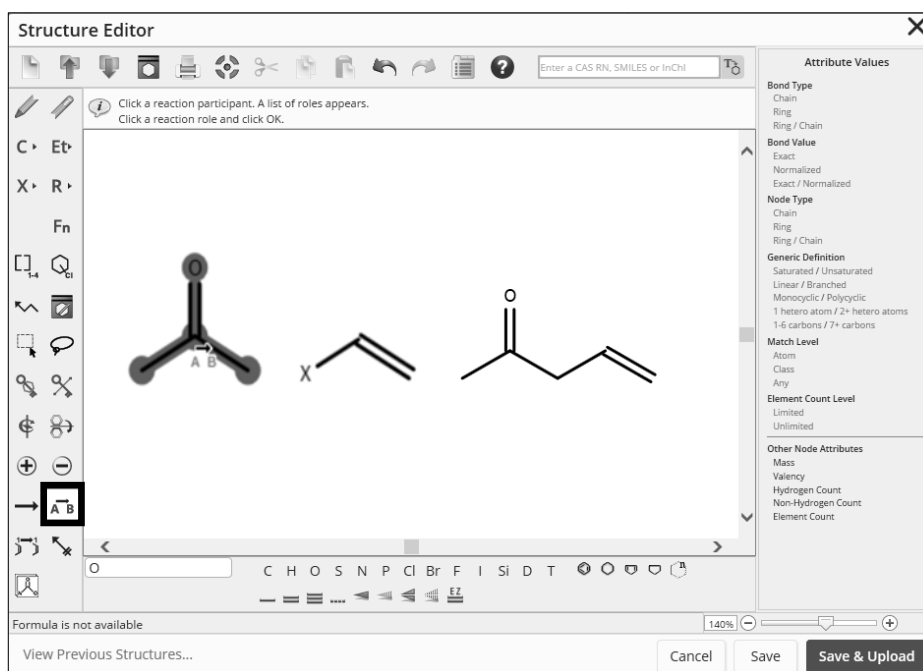 Structure Editor
Enter a CAS RN, SMILES or InChI
Click a reaction participant. A list of roles appears.
Click a reaction role and click OK.
C Et
X R
Fn
1-4 Cl
A B
O
A B
X
O
O
C H O S N P Cl Br F I Si D T n
EZ
Formula is not available
140%
View Previous Structures...
Cancel
Save
Save & Upload
Attribute Values
Bond Type
Chain
Ring
Ring / Chain
Bond Value
Exact
Normalized
Exact / Normalized
Node Type
Chain
Ring
Ring / Chain
Generic Definition
Saturated / Unsaturated
Linear / Branched
Monocyclic / Polycyclic
1 hetero atom / 2+ hetero atoms
1-6 carbons / 7+ carbons
Match Level
Atom
Class
Any
Element Count Level
Limited
Unlimited
Other Node Attributes
Mass
Valency
Hydrogen Count
Non-Hydrogen Count
Element Count